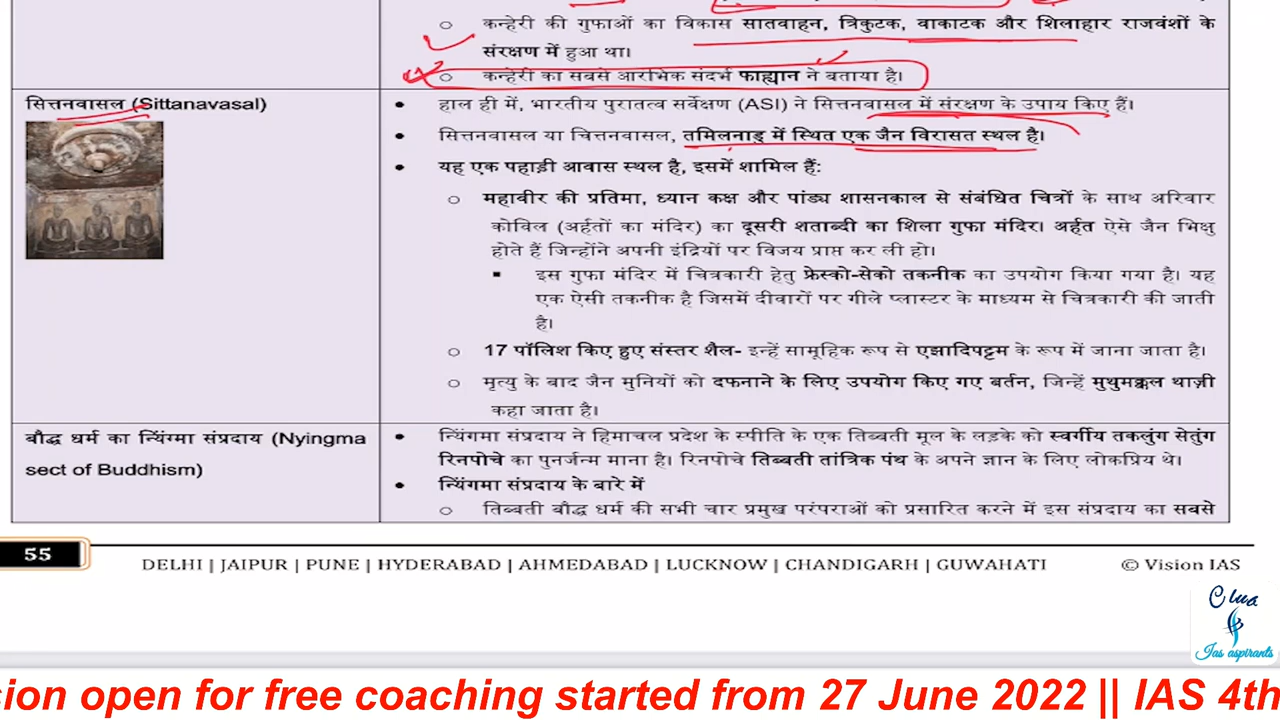 कन्हेरी की गुफाओं का विकास सातवाहन, त्रिकुटक, वाकाटक और शिलाहार राजवंशों के
संरक्षण में हुआ था।
कन्हेरी का सबसे आरंभिक संदर्भ फाह्यान ने बताया है।
सित्तनवासल (Sittanavasal)
हाल ही में, भारतीय पुरातत्व सर्वेक्षण (ASI) ने सित्तनवासल में संरक्षण के उपाय किए हैं।
सित्तनवासल या चित्तनवासल, तमिलनाडु में स्थित एक जैन विरासत स्थल है।
यह एक पहाड़ी आवास स्थल है, इसमें शामिल हैं:
महावीर की प्रतिमा, ध्यान कक्ष और पांड्य शासनकाल से संबंधित चित्रों के साथ अरिवार
कोविल (अर्हतों का मंदिर) का दूसरी शताब्दी का शिला गुफा मंदिर। अर्हत ऐसे जैन भिक्षु
होते हैं जिन्होंने अपनी इंद्रियों पर विजय प्राप्त कर ली हो।
इस गुफा मंदिर में चित्रकारी हेतु फ्रेस्को-सेको तकनीक का उपयोग किया गया है। यह
एक ऐसी तकनीक है जिसमें दीवारों पर गीले प्लास्टर के माध्यम से चित्रकारी की जाती
है।
17 पॉलिश किए हुए संस्तर शैल- इन्हें सामूहिक रूप से एझादिपट्टम के रूप में जाना जाता है।
मृत्यु के बाद जैन मुनियों को दफनाने के लिए उपयोग किए गए बर्तन, जिन्हें मुथुमक्कल थाज़ी
कहा जाता है।
बौद्ध धर्म का न्यिंग्मा संप्रदाय (Nyingma
sect of Buddhism)
न्यिंगमा संप्रदाय ने हिमाचल प्रदेश के स्पीति के एक तिब्बती मूल के लड़के को स्वर्गीय तकलुंग सेतुंग
रिनपोचे का पुनर्जन्म माना है। रिनपोचे तिब्बती तांत्रिक पंथ के अपने ज्ञान के लिए लोकप्रिय थे।
न्यिंगमा संप्रदाय के बारे में
तिब्बती बौद्ध धर्म की सभी चार प्रमुख परंपराओं को प्रसारित करने में इस संप्रदाय का सबसे
55
DELHI | JAIPUR | PUNE | HYDERABAD | AHMEDABAD | LUCKNOW | CHANDIGARH | GUWAHATI
© Vision IAS
Ias aspirants
sion open for free coaching started from 27 June 2022 || IAS 4th